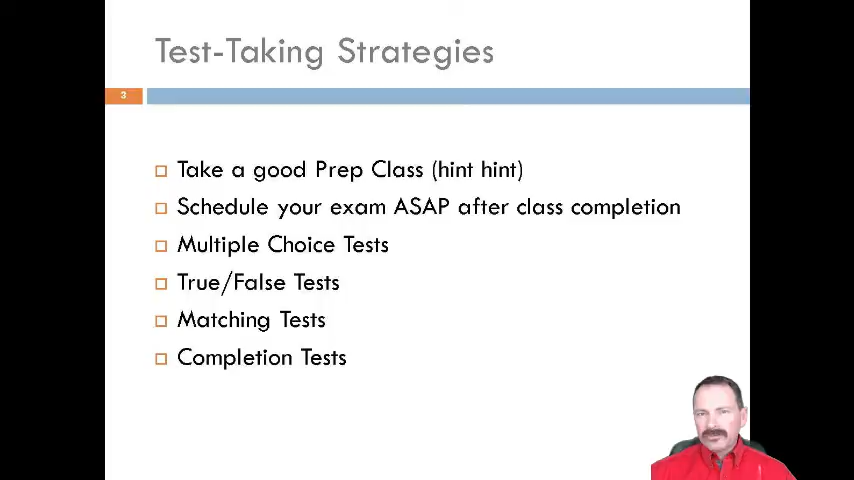 Test-Taking Strategies
3
Take a good Prep Class (hint hint)
Schedule your exam ASAP after class completion
Multiple Choice Tests
True/False Tests
Matching Tests
Completion Tests